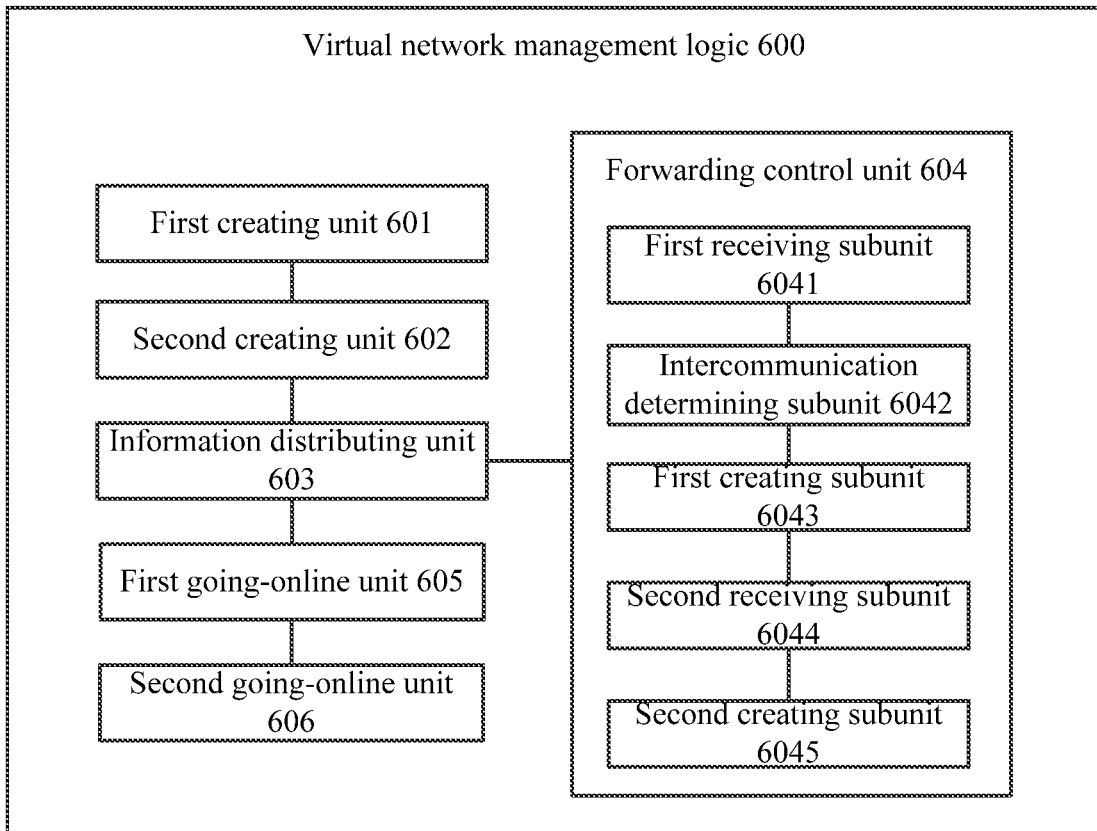 Virtual network management logic 600
First creating unit 601
Second creating unit 602
Information distributing unit
603
First going-online unit 605
Second going-online unit
606
Forwarding control unit 604
First receiving subunit
6041
Intercommunication
determining subunit 6042
First creating subunit
6043
Second receiving subunit
6044
Second creating subunit
6045